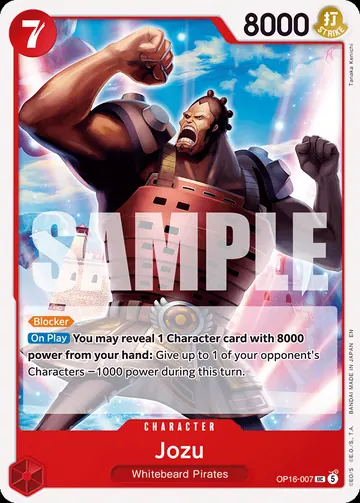 7
8000
打
STRIKE
Tanaka Kenichi
SAMPLE
Blocker
On Play You may reveal 1 Character card with 8000
power from your hand: Give up to 1 of your opponent's
Characters −1000 power during this turn.
CHARACTER
Jozu
Whitebeard Pirates
OP16-007 UC 5
©E.O/S. ©E.O./S., T.A. BANDAI MADE IN JAPAN EN